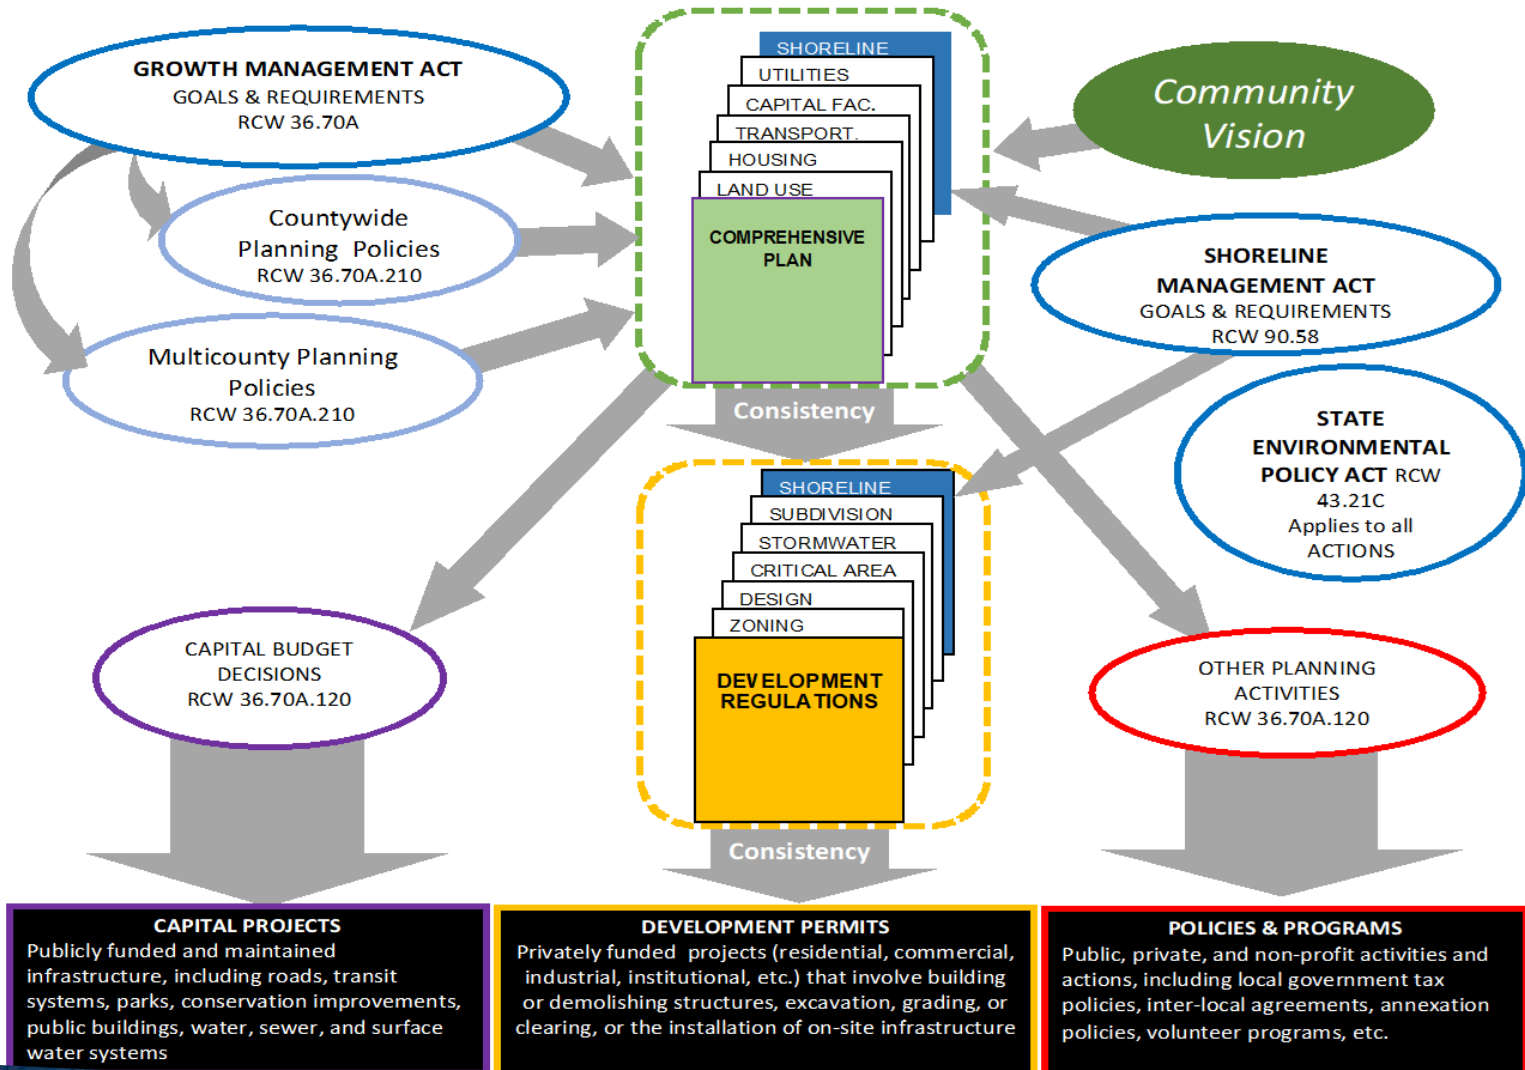 GROWTH MANAGEMENT ACT
GOALS & REQUIREMENTS
RCW 36.70A
Countywide
Planning Policies
RCW 36.70A.210
Multicounty Planning
Policies
RCW 36.70A.210
SHORELINE
UTILITIES
CAPITAL FAC.
TRANSPORT.
HOUSING
LAND USE
COMPREHENSIVE
PLAN
Community
Vision
SHORELINE
MANAGEMENT ACT
GOALS & REQUIREMENTS
RCW 90.58
STATE
ENVIRONMENTAL
POLICY ACT RCW
43.21C
Applies to all
ACTIONS
Consistency
SHORELINE
SUBDIVISION
STORMWATER
CRITICAL AREA
DESIGN
ZONING
DEVELOPMENT
REGULATIONS
CAPITAL BUDGET
DECISIONS
RCW 36.70A.120
OTHER PLANNING
ACTIVITIES
RCW 36.70A.120
Consistency
CAPITAL PROJECTS
Publicly funded and maintained
infrastructure, including roads, transit
systems, parks, conservation improvements,
public buildings, water, sewer, and surface
water systems
DEVELOPMENT PERMITS
Privately funded projects (residential, commercial,
industrial, institutional, etc.) that involve building
or demolishing structures, excavation, grading, or
clearing, or the installation of on-site infrastructure
POLICIES & PROGRAMS
Public, private, and non-profit activities and
actions, including local government tax
policies, inter-local agreements, annexation
policies, volunteer programs, etc.